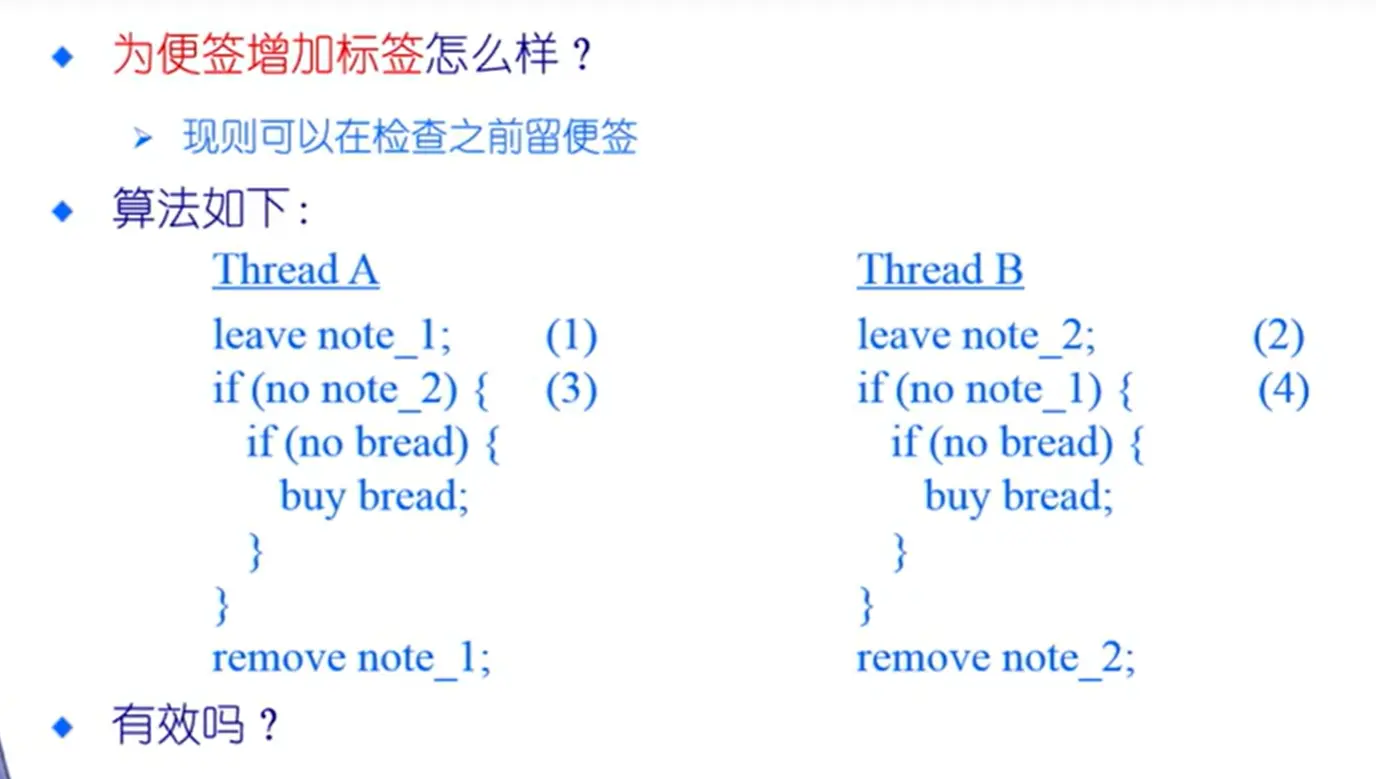 为便签增加标签怎么样？
现则可以在检查之前留便签
算法如下：
Thread A
leave note_1; (1)
if (no note_2) { (3)
if (no bread) {
buy bread;
}
}
remove note_1;
Thread B
leave note_2; (2)
if (no note_1) { (4)
if (no bread) {
buy bread;
}
}
remove note_2;
有效吗？